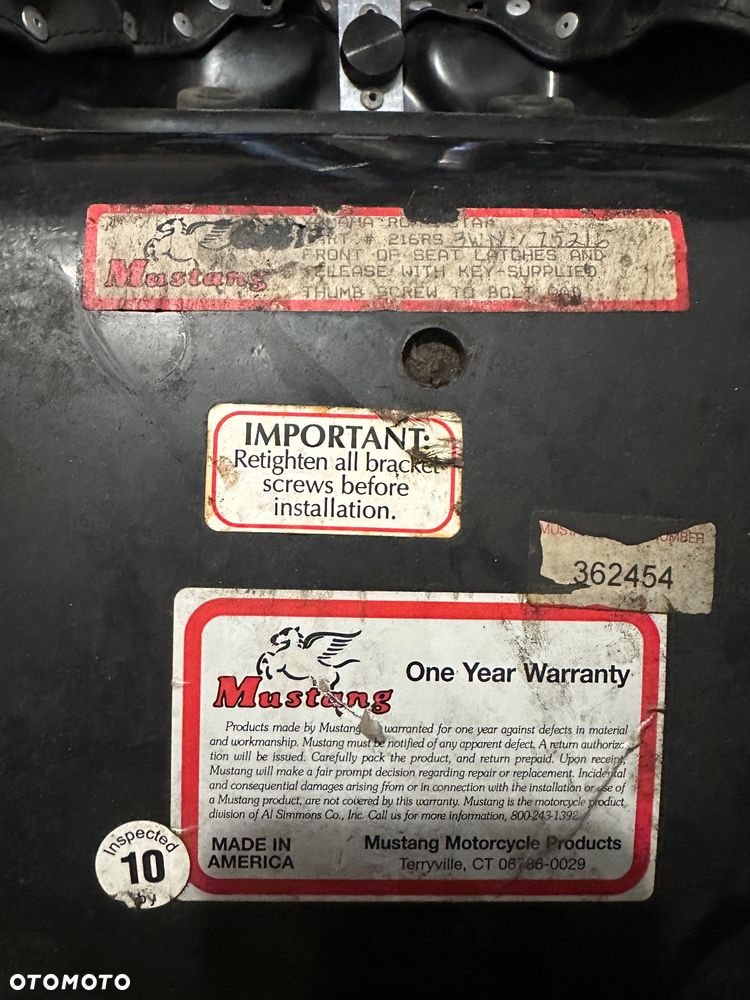 Mustang
PART # 216RS 3WN / 75216
FRONT OF SEAT LATCHES AND
RELEASE WITH KEY-SUPPLIED
THUMB SCREW TO BOLT
IMPORTANT:
Retighten all bracket
screws before
installation.
362454
Mustang
One Year Warranty
Products made by Mustang warranted for one year against defects in material
and workmanship. Mustang must be notified of any apparent defect. A return authoriza
tion will be issued. Carefully pack the product, and return prepaid. Upon receipt,
Mustang will make a fair prompt decision regarding repair or replacement. Incidental
and consequential damages arising from or in connection with the installation or use of
a Mustang product, are not covered by this warranty. Mustang is the motorcycle product
division of Al Simmons Co., Inc. Call us for more information, 800-243-1392
MADE IN
AMERICA
Mustang Motorcycle Products
Terryville, CT 06786-0029
Inspected
10
by
OTOMOTO